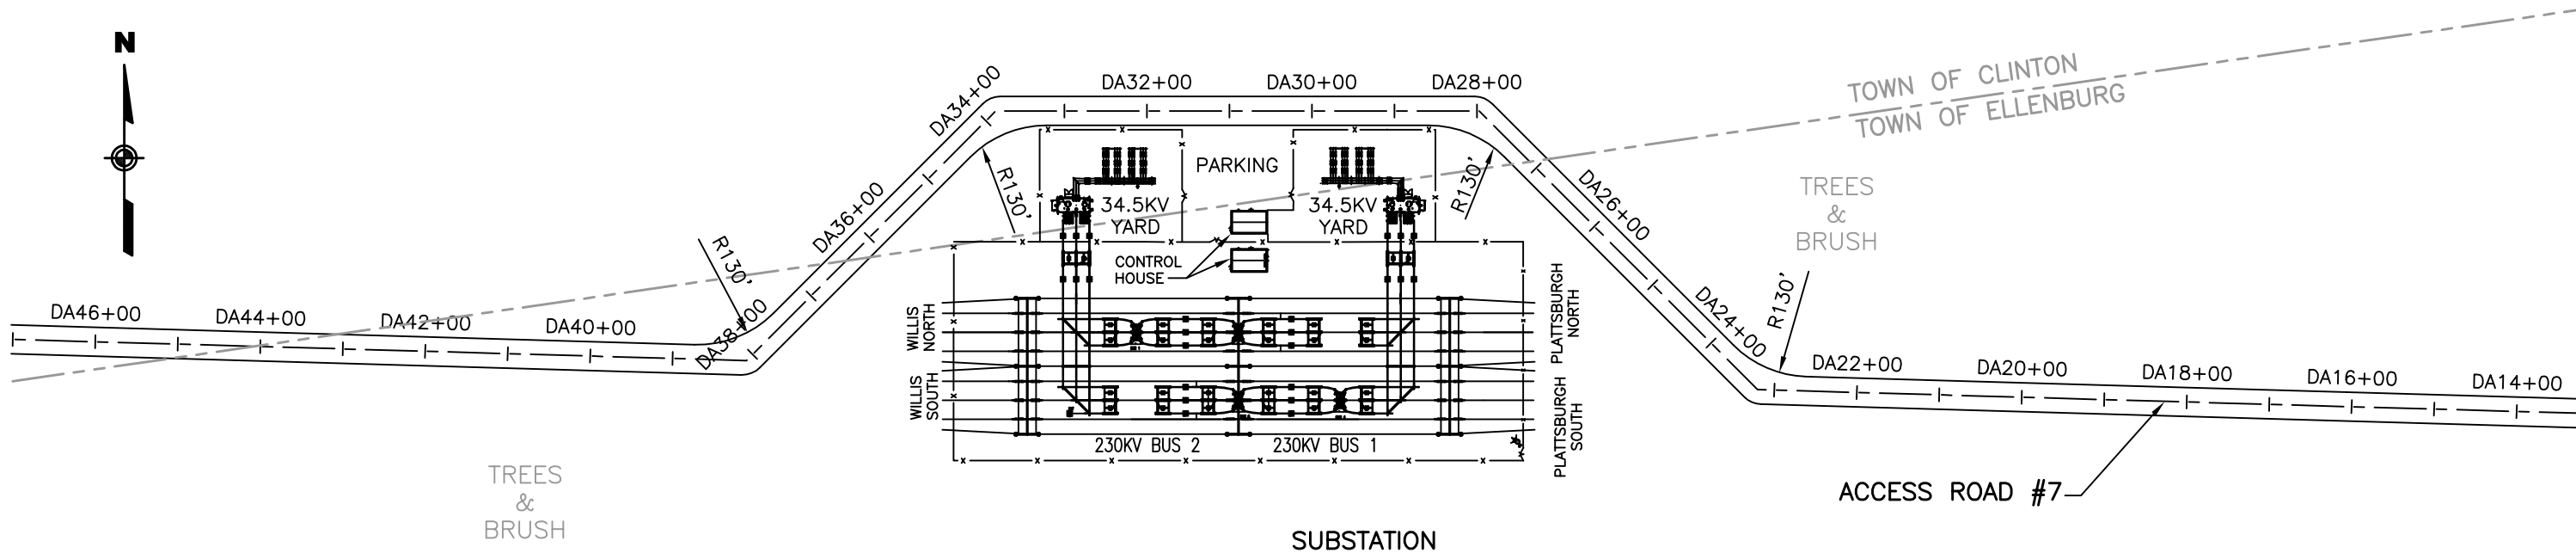 N
DA46+00
DA44+00
DA42+00
DA40+00
DA38+00
DA36+00
DA34+00
DA32+00
DA30+00
DA28+00
DA26+00
DA24+00
DA22+00
DA20+00
DA18+00
DA16+00
DA14+00
R130'
R130'
R130'
R130'
TOWN OF CLINTON
TOWN OF ELLENBURG
PARKING
34.5KV
YARD
34.5KV
YARD
CONTROL
HOUSE
WILLIS
NORTH
WILLIS
SOUTH
PLATTSBURGH
NORTH
PLATTSBURGH
SOUTH
230KV BUS 2
230KV BUS 1
TREES
&
BRUSH
TREES
&
BRUSH
ACCESS ROAD #7
SUBSTATION